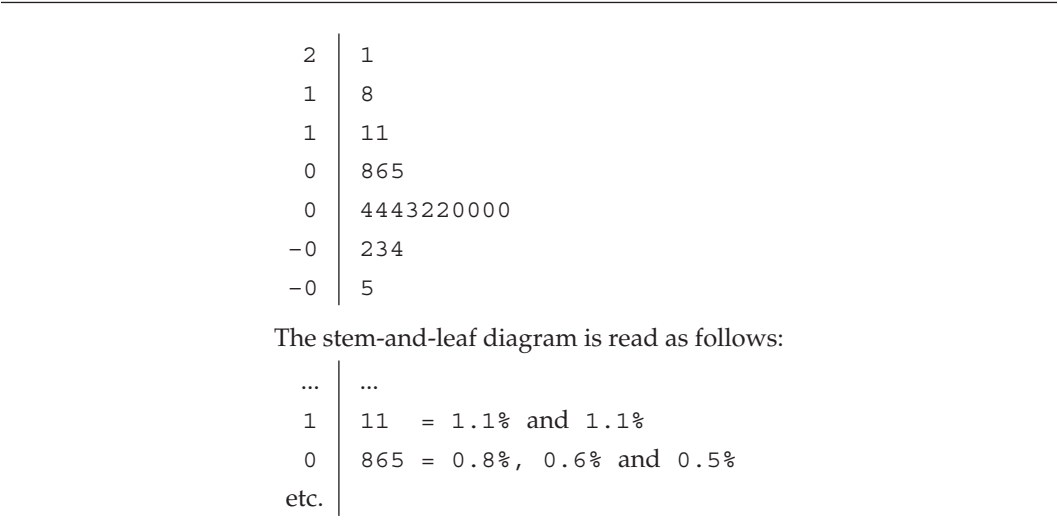 2 | 1
1 | 8
1 | 11
0 | 865
0 | 4443220000
−0 | 234
−0 | 5
The stem-and-leaf diagram is read as follows:
... | ...
1 | 11 = 1.1% and 1.1%
0 | 865 = 0.8%, 0.6% and 0.5%
etc. |